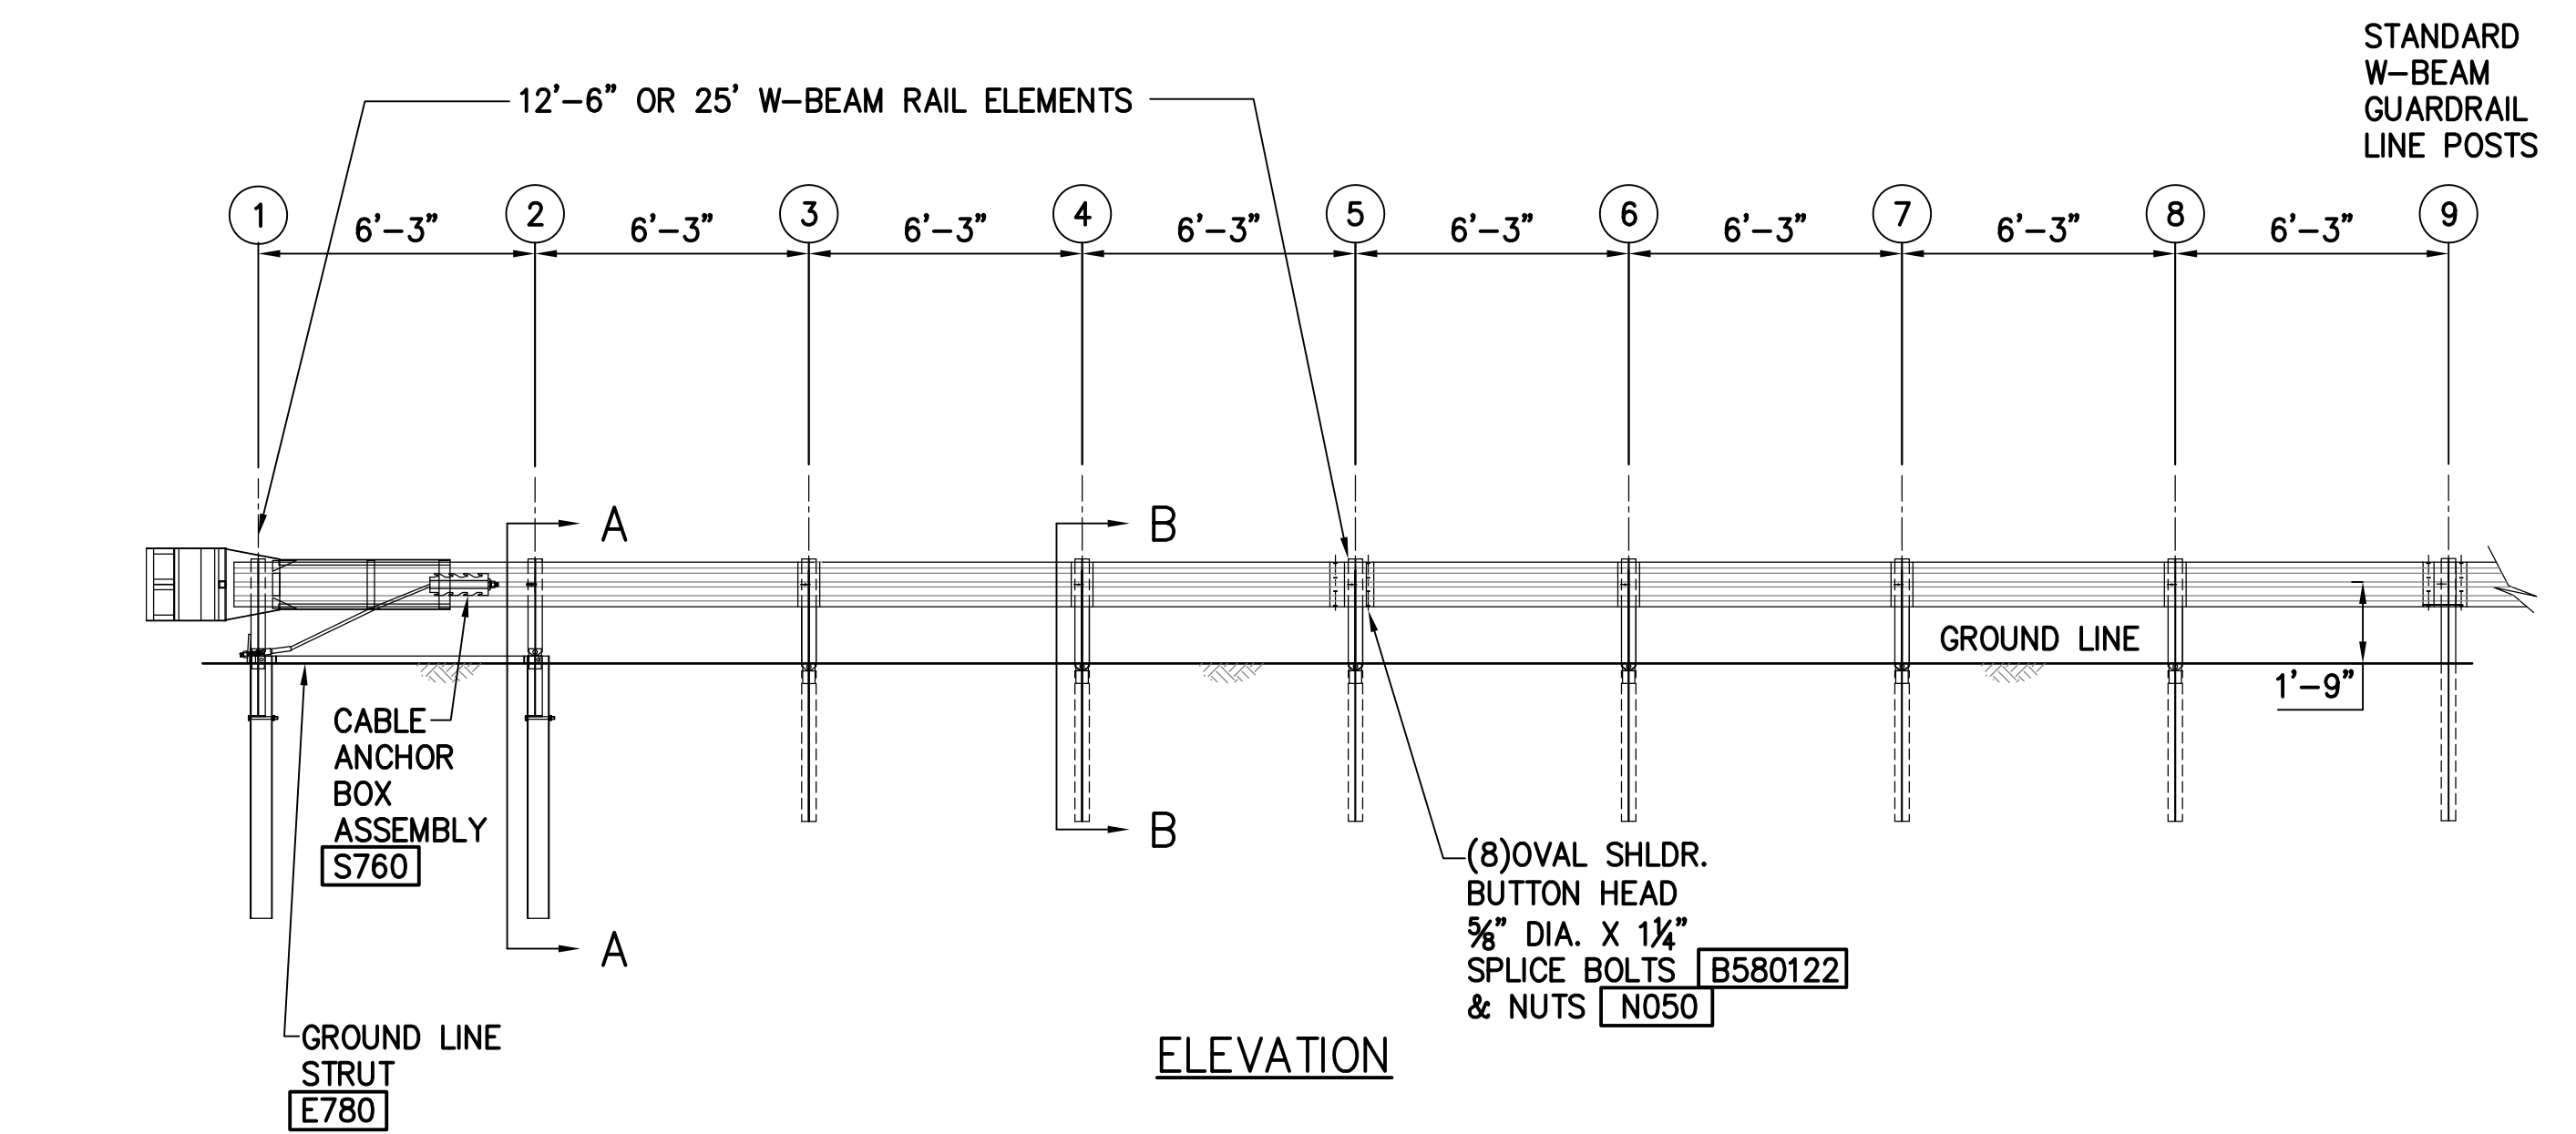 STANDARD
W-BEAM
GUARDRAIL
LINE POSTS
12'-6" OR 25' W-BEAM RAIL ELEMENTS
1 2 3 4 5 6 7 8 9
6'-3" 6'-3" 6'-3" 6'-3" 6'-3" 6'-3" 6'-3" 6'-3"
A B
GROUND LINE
1'-9"
CABLE
ANCHOR
BOX
ASSEMBLY
S760
B
A
(8)OVAL SHLDR.
BUTTON HEAD
5/8" DIA. X 1 1/4"
SPLICE BOLTS B580122
& NUTS N050
GROUND LINE
STRUT
E780
ELEVATION